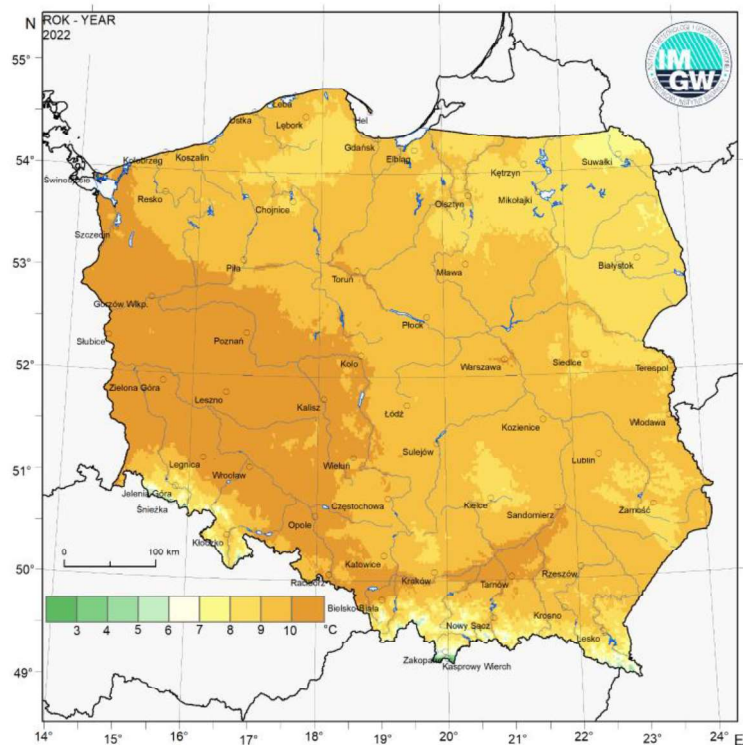 N
ROK - YEAR
2022
IM
GW
55°
54°
53°
52°
51°
50°
49°
Łeba
Ustka
Lębork
Hel
Kołobrzeg
Koszalin
Gdańsk
Elbląg
Kętrzyn
Suwałki
Świnoujście
Resko
Chojnice
Olsztyn
Mikołajki
Szczecin
Piła
Toruń
Mława
Białystok
Gorzów Wlkp.
Płock
Słubice
Poznań
Koło
Warszawa
Siedlce
Terespol
Zielona Góra
Leszno
Kalisz
Łódź
Kozienice
Włodawa
Legnica
Wrocław
Wieluń
Sulejów
Lublin
Jelenia Góra
Śnieżka
Częstochowa
Kielce
Sandomierz
Zamość
Opole
Kłodzko
0 100 km
Katowice
Kraków
Tarnów
Rzeszów
Racibórz
Bielsko-Biała
Nowy Sącz
Krosno
Lesko
Zakopane
Kasprowy Wierch
3 4 5 6 7 8 9 10 °C
14° 15° 16° 17° 18° 19° 20° 21° 22° 23° 24° E